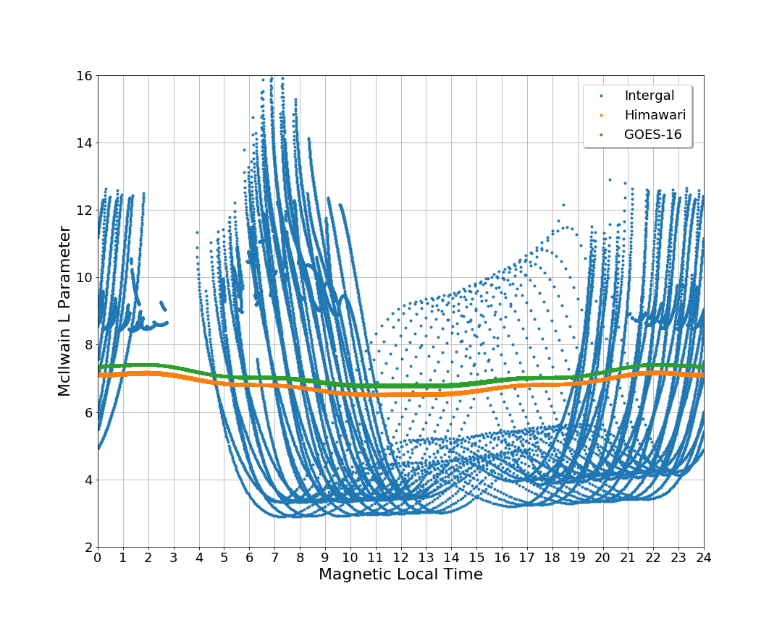 16
14
12
10
8
6
4
2
McIlwain L Parameter
Intergal
Himawari
GOES-16
0 1 2 3 4 5 6 7 8 9 10 11 12 13 14 15 16 17 18 19 20 21 22 23 24
Magnetic Local Time